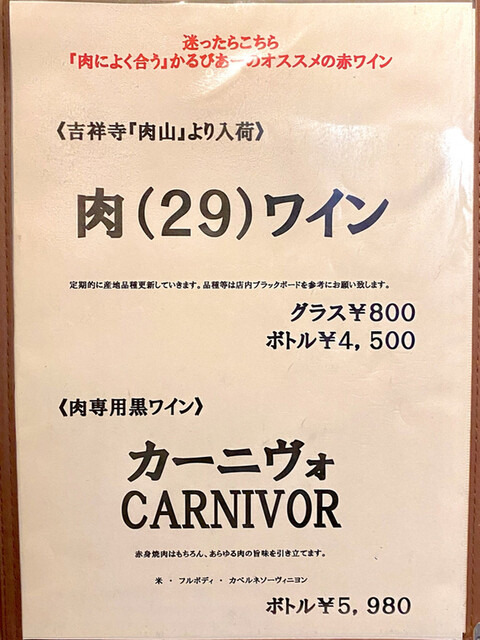 迷ったらこちら
『肉によく合う』かるびあーのオススメの赤ワイン
《吉祥寺『肉山』より入荷》
肉(29)ワイン
定期的に産地品種更新していきます。品種等は店内ブラックボードを参考にお願い致します。
グラス¥800
ボトル¥4,500
《肉専用黒ワイン》
カーニヴォ
CARNIVOR
赤身焼肉はもちろん、あらゆる肉の旨味を引き立てます。
米・フルボディ・カベルネソーヴィニヨン
ボトル¥5,980